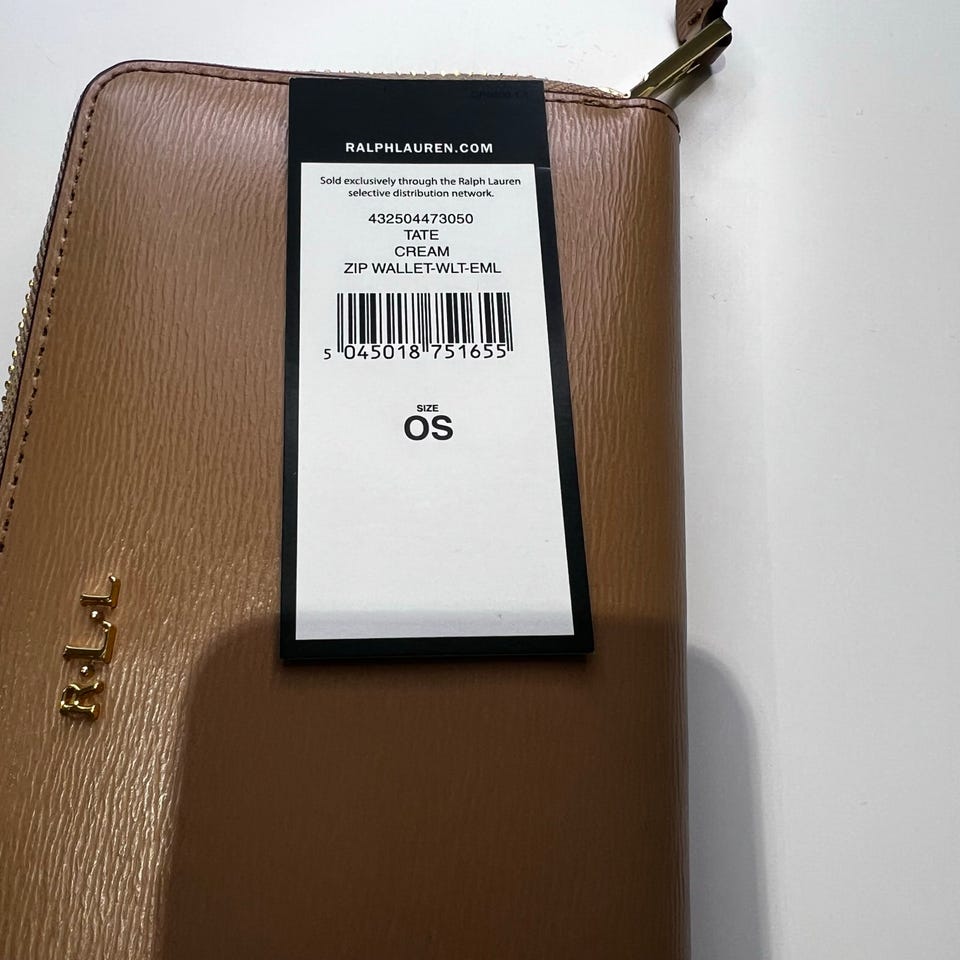 RALPHLAUREN.COM
Sold exclusively through the Ralph Lauren
selective distribution network.
432504473050
TATE
CREAM
ZIP WALLET-WLT-EML
5 045018 751655
SIZE
OS
R·L·L